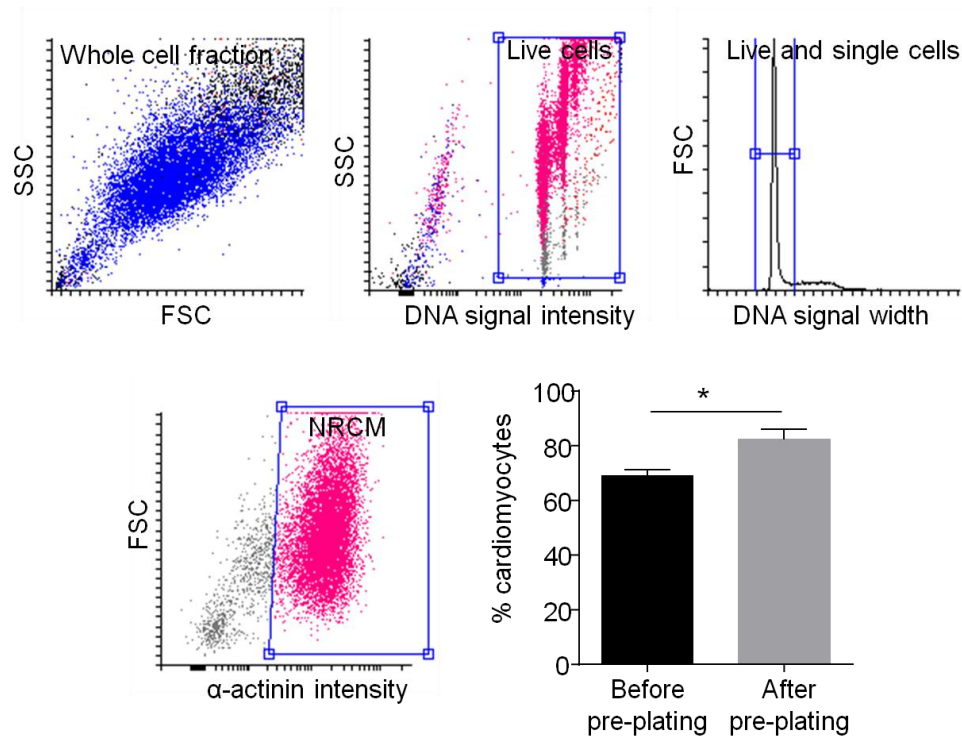 Whole cell fraction
SSC
FSC
Live cells
SSC
DNA signal intensity
Live and single cells
FSC
DNA signal width
NRCM
FSC
α-actinin intensity
100
80
60
40
20
0
% cardiomyocytes
*
Before
pre-plating
After
pre-plating